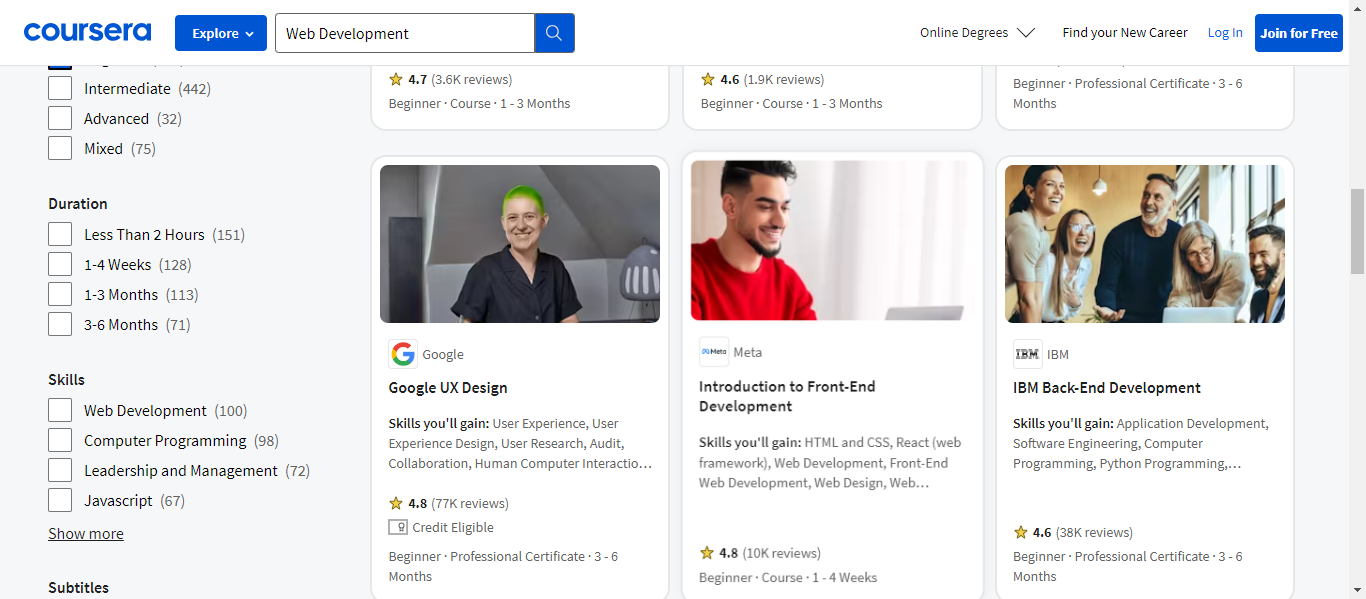 coursera
Explore
Web Development
Online Degrees
Find your New Career
Log In
Join for Free
Intermediate (442)
Advanced (32)
Mixed (75)
Duration
Less Than 2 Hours (151)
1-4 Weeks (128)
1-3 Months (113)
3-6 Months (71)
Skills
Web Development (100)
Computer Programming (98)
Leadership and Management (72)
Javascript (67)
Show more
Subtitles
4.7 (3.6K reviews)
Beginner · Course · 1 - 3 Months
4.6 (1.9K reviews)
Beginner · Course · 1 - 3 Months
Beginner · Professional Certificate · 3 - 6
Months
Google
Google UX Design
Skills you'll gain: User Experience, User
Experience Design, User Research, Audit,
Collaboration, Human Computer Interactio…
4.8 (77K reviews)
Credit Eligible
Beginner · Professional Certificate · 3 - 6
Months
Meta
Meta
Introduction to Front-End
Development
Skills you'll gain: HTML and CSS, React (web
framework), Web Development, Front-End
Web Development, Web Design, Web…
4.8 (10K reviews)
Beginner · Course · 1 - 4 Weeks
IBM
IBM
IBM Back-End Development
Skills you'll gain: Application Development,
Software Engineering, Computer
Programming, Python Programming,…
4.6 (38K reviews)
Beginner · Professional Certificate · 3 - 6
Months